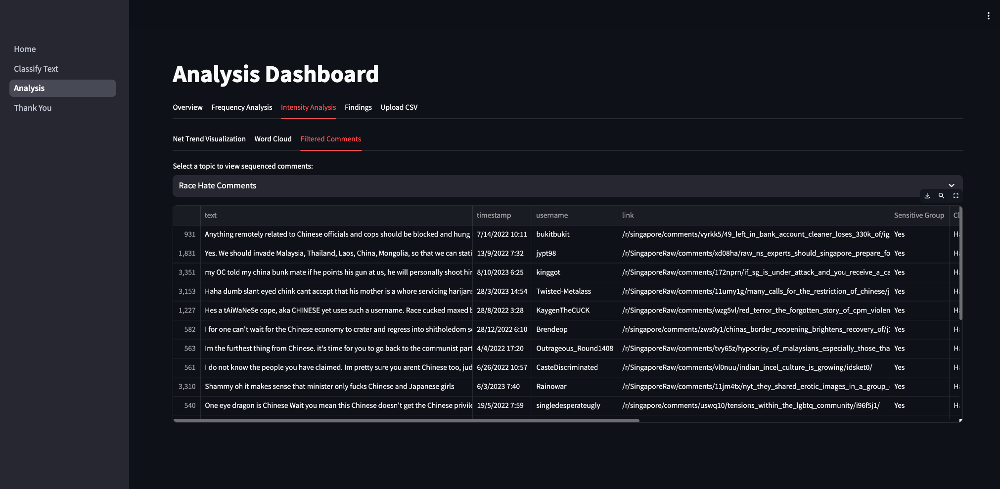 Home
Classify Text
Analysis
Thank You
Analysis Dashboard
Overview Frequency Analysis Intensity Analysis Findings Upload CSV
Net Trend Visualization Word Cloud Filtered Comments
Select a topic to view sequenced comments:
Race Hate Comments
text timestamp username link Sensitive Group Cl
931 Anything remotely related to Chinese officials and cops should be blocked and hung 7/14/2022 10:11 bukitbukit /r/singapore/comments/vyrkk5/49_left_in_bank_account_cleaner_loses_330k_of/ig Yes Ha
1,831 Yes. We should invade Malaysia, Thailand, Laos, China, Mongolia, so that we can stati 13/9/2022 7:32 jypt98 /r/SingaporeRaw/comments/xd08ha/raw_ns_experts_should_singapore_prepare_fo Yes Ha
3,351 my OC told my china bunk mate if he points his gun at us, he will personally shoot hir 8/10/2023 6:25 kinggot /r/SingaporeRaw/comments/172nprn/if_sg_is_under_attack_and_you_receive_a_ca Yes Ha
3,153 Haha dumb slant eyed chink cant accept that his mother is a whore servicing harijans 28/3/2023 14:54 Twisted-Metalass /r/SingaporeRaw/comments/11umy1g/many_calls_for_the_restriction_of_chinese/j Yes Ha
1,227 Hes a tAiWaNeSe cope, aka CHINESE yet uses such a username. Race cucked maxed b 28/8/2022 3:28 KaygenTheCUCK /r/SingaporeRaw/comments/wzg5vl/red_terror_the_forgotten_story_of_cpm_violen Yes Ha
582 I for one can't wait for the Chinese economy to crater and regress into shitholedom so 28/12/2022 6:10 Brendeop /r/singapore/comments/zws0y1/chinas_border_reopening_brightens_recovery_of/j1 Yes Ha
563 Im the furthest thing from Chinese. it's time for you to go back to the communist part 4/4/2022 17:20 Outrageous_Round1408 /r/SingaporeRaw/comments/tvy65z/hypocrisy_of_malaysians_especially_those_tha Yes Ha
561 I do not know the people you have claimed. Im pretty sure you arent Chinese too, jud 6/26/2022 10:57 CasteDiscriminated /r/SingaporeRaw/comments/vl0nuu/indian_incel_culture_is_growing/idsket0/ Yes Ha
3,310 Shammy oh it makes sense that minister only fucks Chinese and Japanese girls 6/3/2023 7:40 Rainowar /r/SingaporeRaw/comments/11jm4tx/nyt_they_shared_erotic_images_in_a_group_ Yes Ha
540 One eye dragon is Chinese Wait you mean this Chinese doesn't get the Chinese privile 19/5/2022 7:59 singledesperateugly /r/singapore/comments/uswq10/tensions_within_the_lgbtq_community/i96f5j1/ Yes Ha